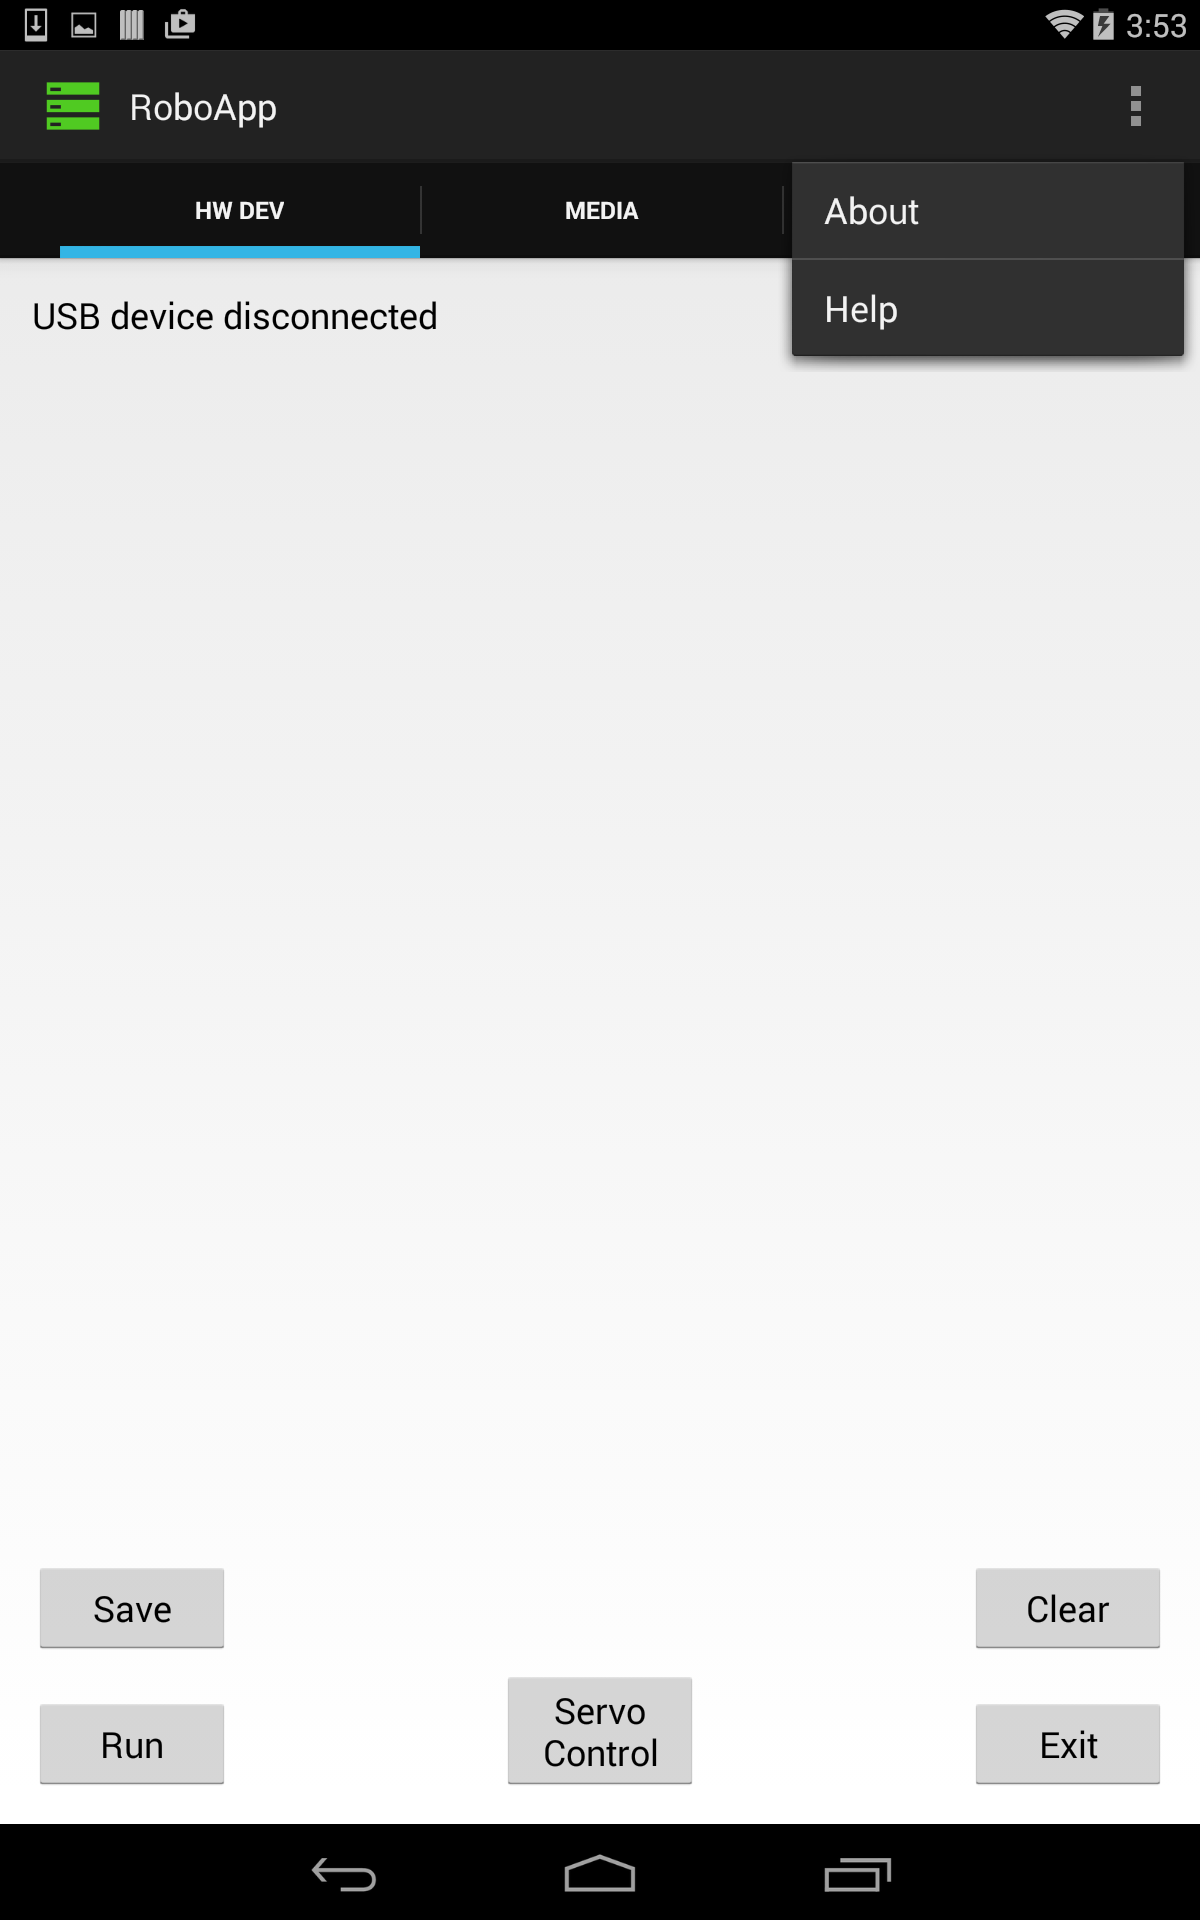 3:53
RoboApp
HW DEV
MEDIA
About
Help
USB device disconnected
Save
Clear
Run
Servo
Control
Exit